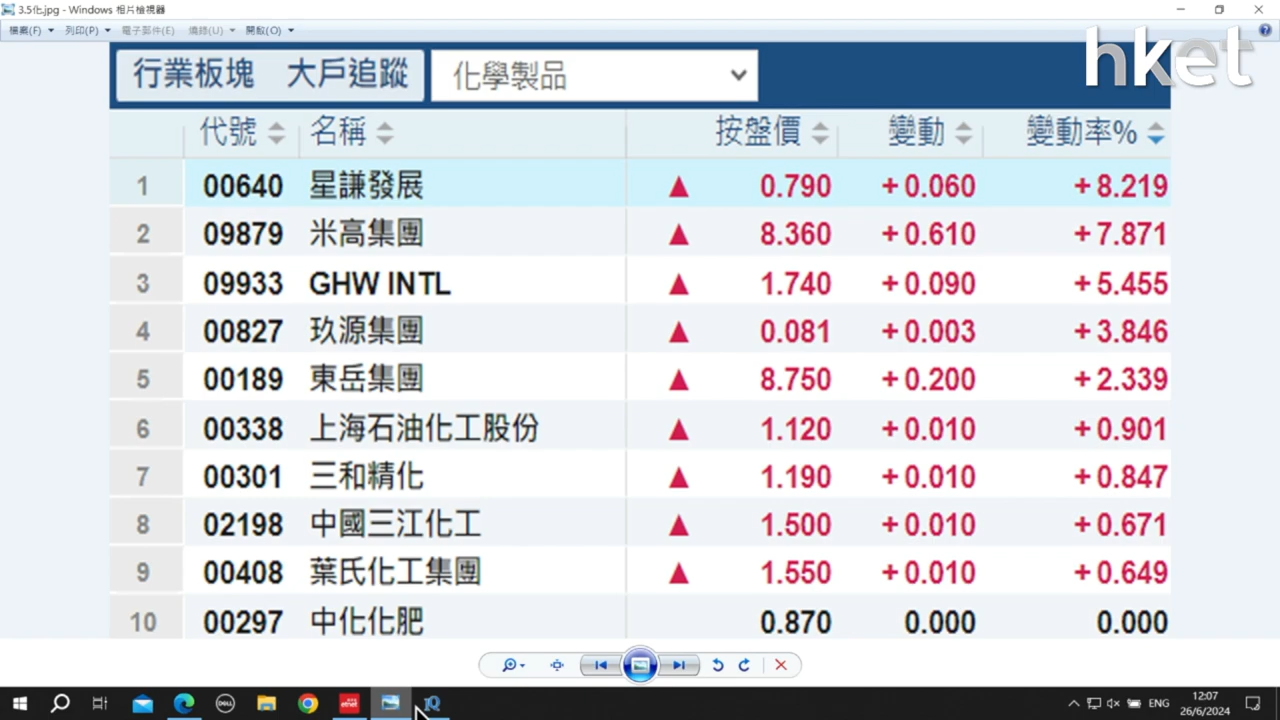 3.5化.jpg - Windows 相片檢視器
檔案(F) 列印(P) 電子郵件(E) 燒錄(U) 開啟(O)
hket
行業板塊 大戶追蹤 化學製品
代號 名稱 按盤價 變動 變動率%
1 00640 星謙發展 ▲ 0.790 +0.060 +8.219
2 09879 米高集團 ▲ 8.360 +0.610 +7.871
3 09933 GHW INTL ▲ 1.740 +0.090 +5.455
4 00827 玖源集團 ▲ 0.081 +0.003 +3.846
5 00189 東岳集團 ▲ 8.750 +0.200 +2.339
6 00338 上海石油化工股份 ▲ 1.120 +0.010 +0.901
7 00301 三和精化 ▲ 1.190 +0.010 +0.847
8 02198 中國三江化工 ▲ 1.500 +0.010 +0.671
9 00408 葉氏化工集團 ▲ 1.550 +0.010 +0.649
10 00297 中化化肥 0.870 0.000 0.000
DELL
etnet
IQ
ENG
12:07
26/6/2024